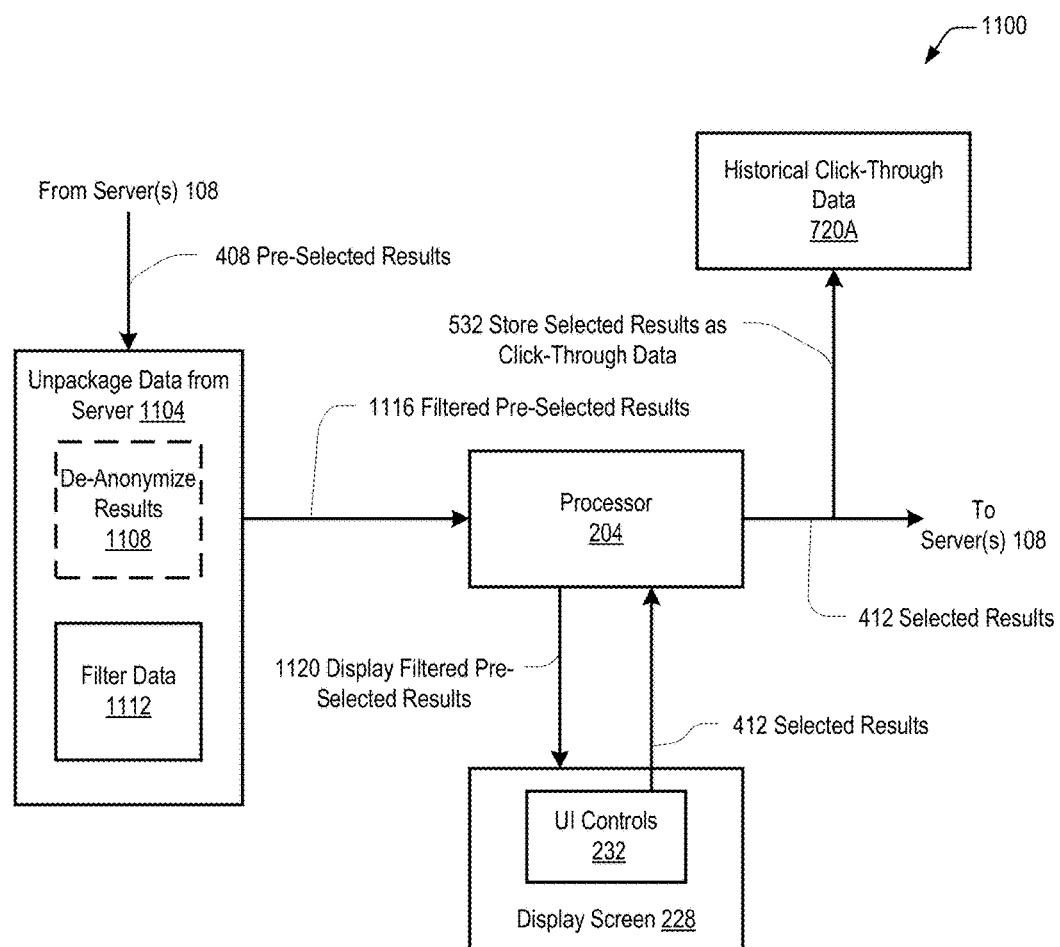 1100
Historical Click-Through
Data
720A
From Server(s) 108
408 Pre-Selected Results
532 Store Selected Results as
Click-Through Data
Unpackage Data from
Server 1104
1116 Filtered Pre-Selected Results
De-Anonymize
Results
1108
Processor
204
To
Server(s) 108
412 Selected Results
Filter Data
1112
1120 Display Filtered Pre-
Selected Results
412 Selected Results
UI Controls
232
Display Screen 228